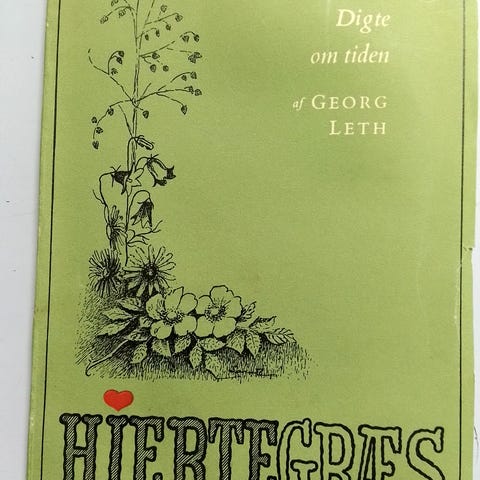 Digte
om tiden
af GEORG
LETH
HJERTEGRÆS